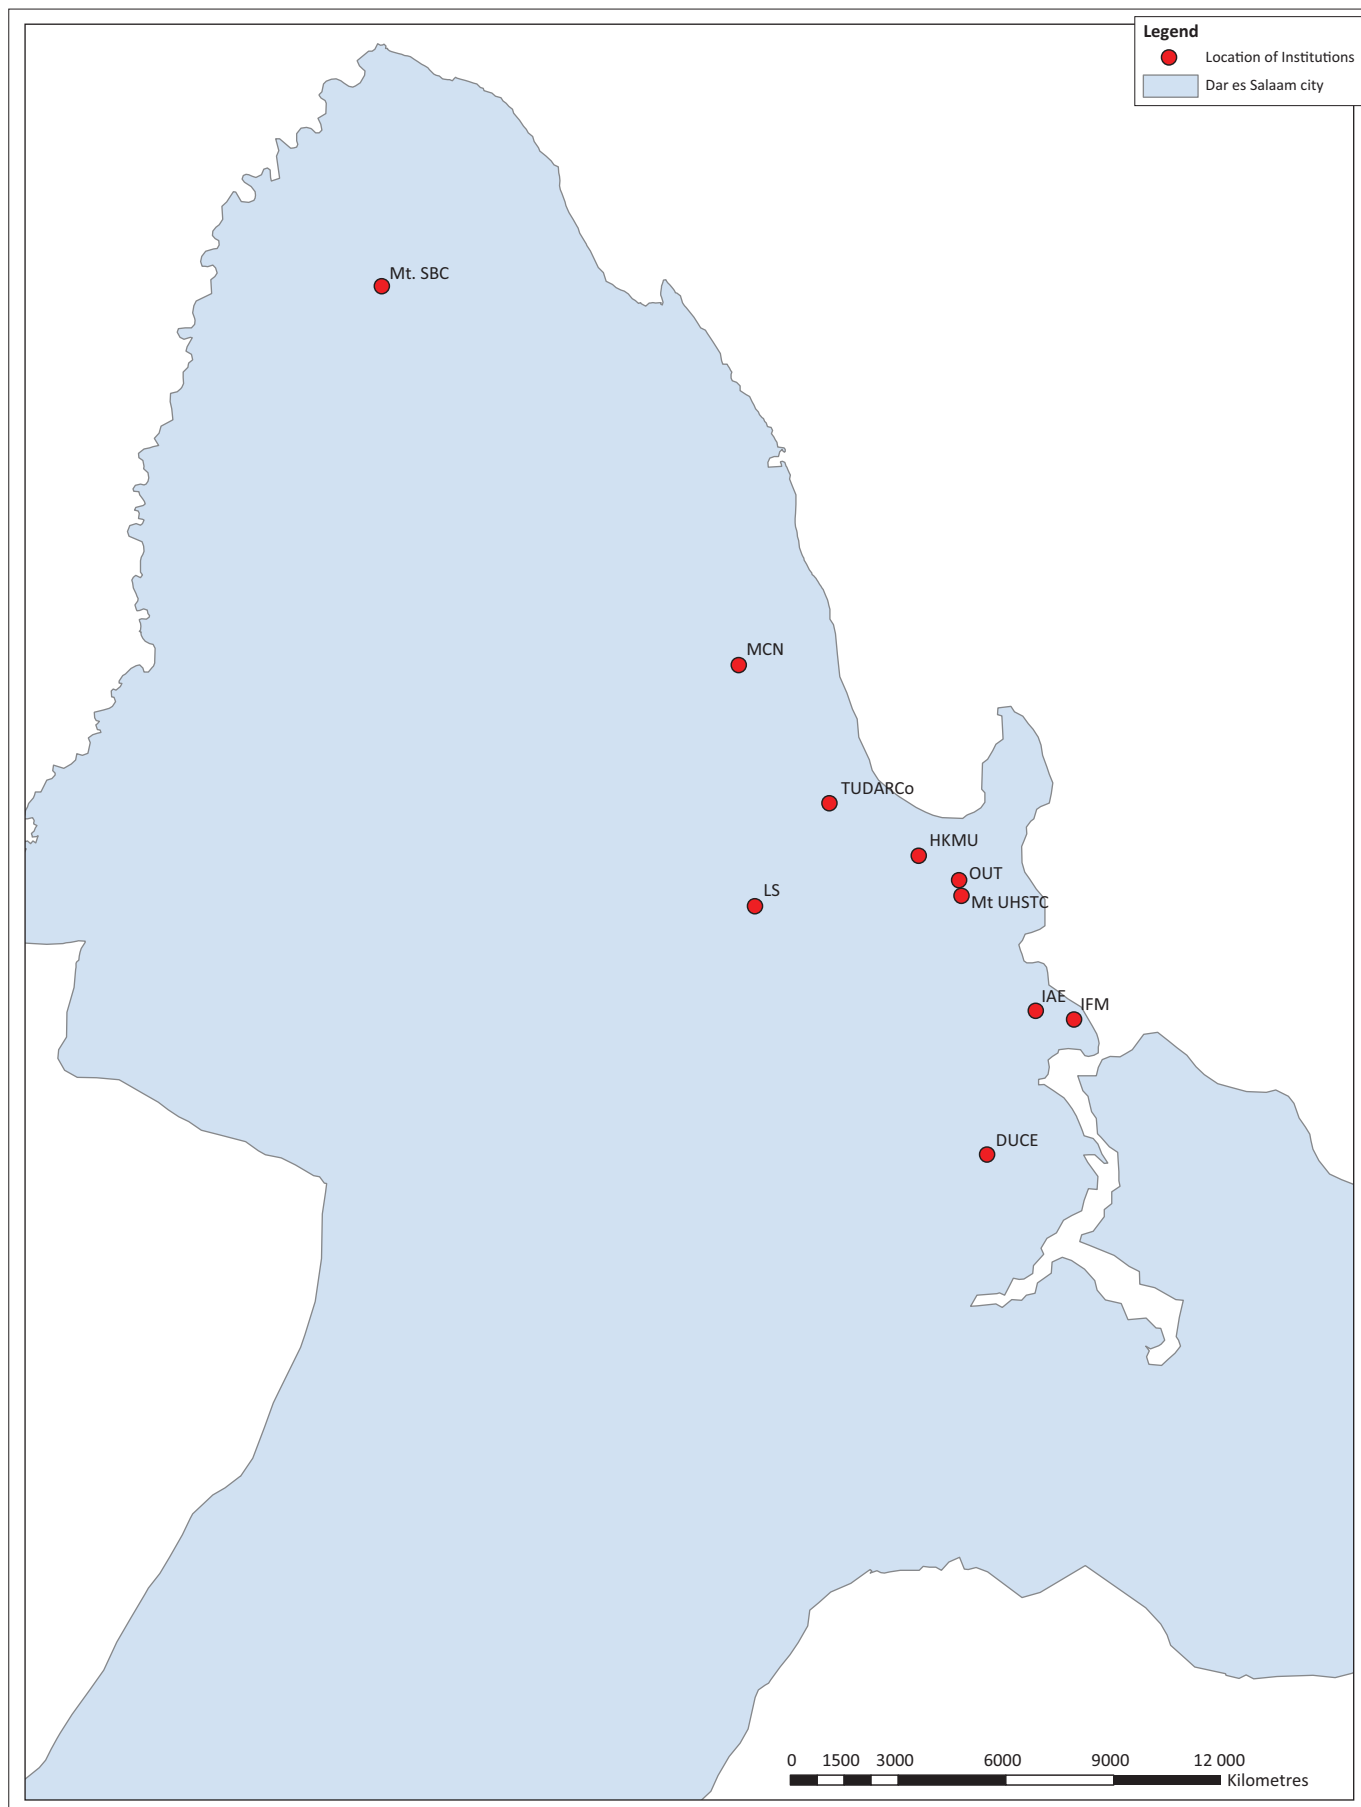 Legend
Location of Institutions
Dar es Salaam city
Mt. SBC
MCN
TUDARCo
HKMU
OUT
LS
Mt UHSTC
IAE
IFM
DUCE
0 1500 3000 6000 9000 12 000
Kilometres